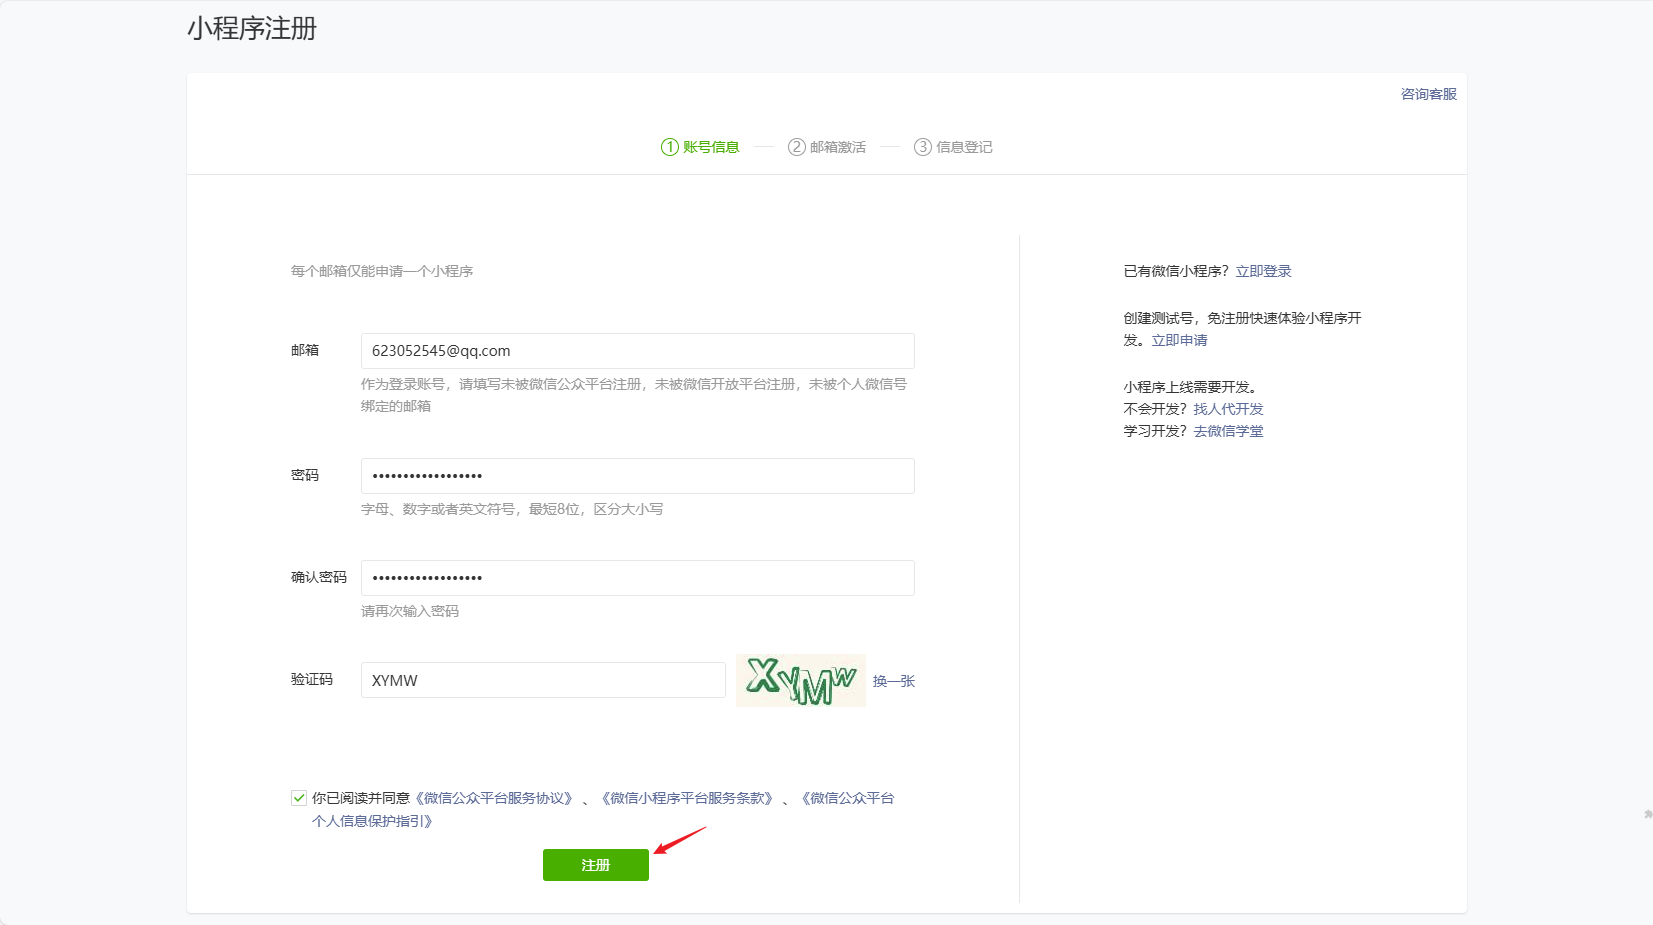 小程序注册
咨询客服
① 账号信息 ② 邮箱激活 ③ 信息登记
每个邮箱仅能申请一个小程序
邮箱
623052545@qq.com
作为登录账号，请填写未被微信公众平台注册，未被微信开放平台注册，未被个人微信号
绑定的邮箱
密码
••••••••••••••••••
字母、数字或者英文符号，最短8位，区分大小写
确认密码
••••••••••••••••••
请再次输入密码
验证码
XYMW
XYMW
换一张
你已阅读并同意《微信公众平台服务协议》 、《微信小程序平台服务条款》 、《微信公众平台
个人信息保护指引》
注册
已有微信小程序？立即登录
创建测试号，免注册快速体验小程序开
发。立即申请
小程序上线需要开发。
不会开发？找人代开发
学习开发？去微信学堂